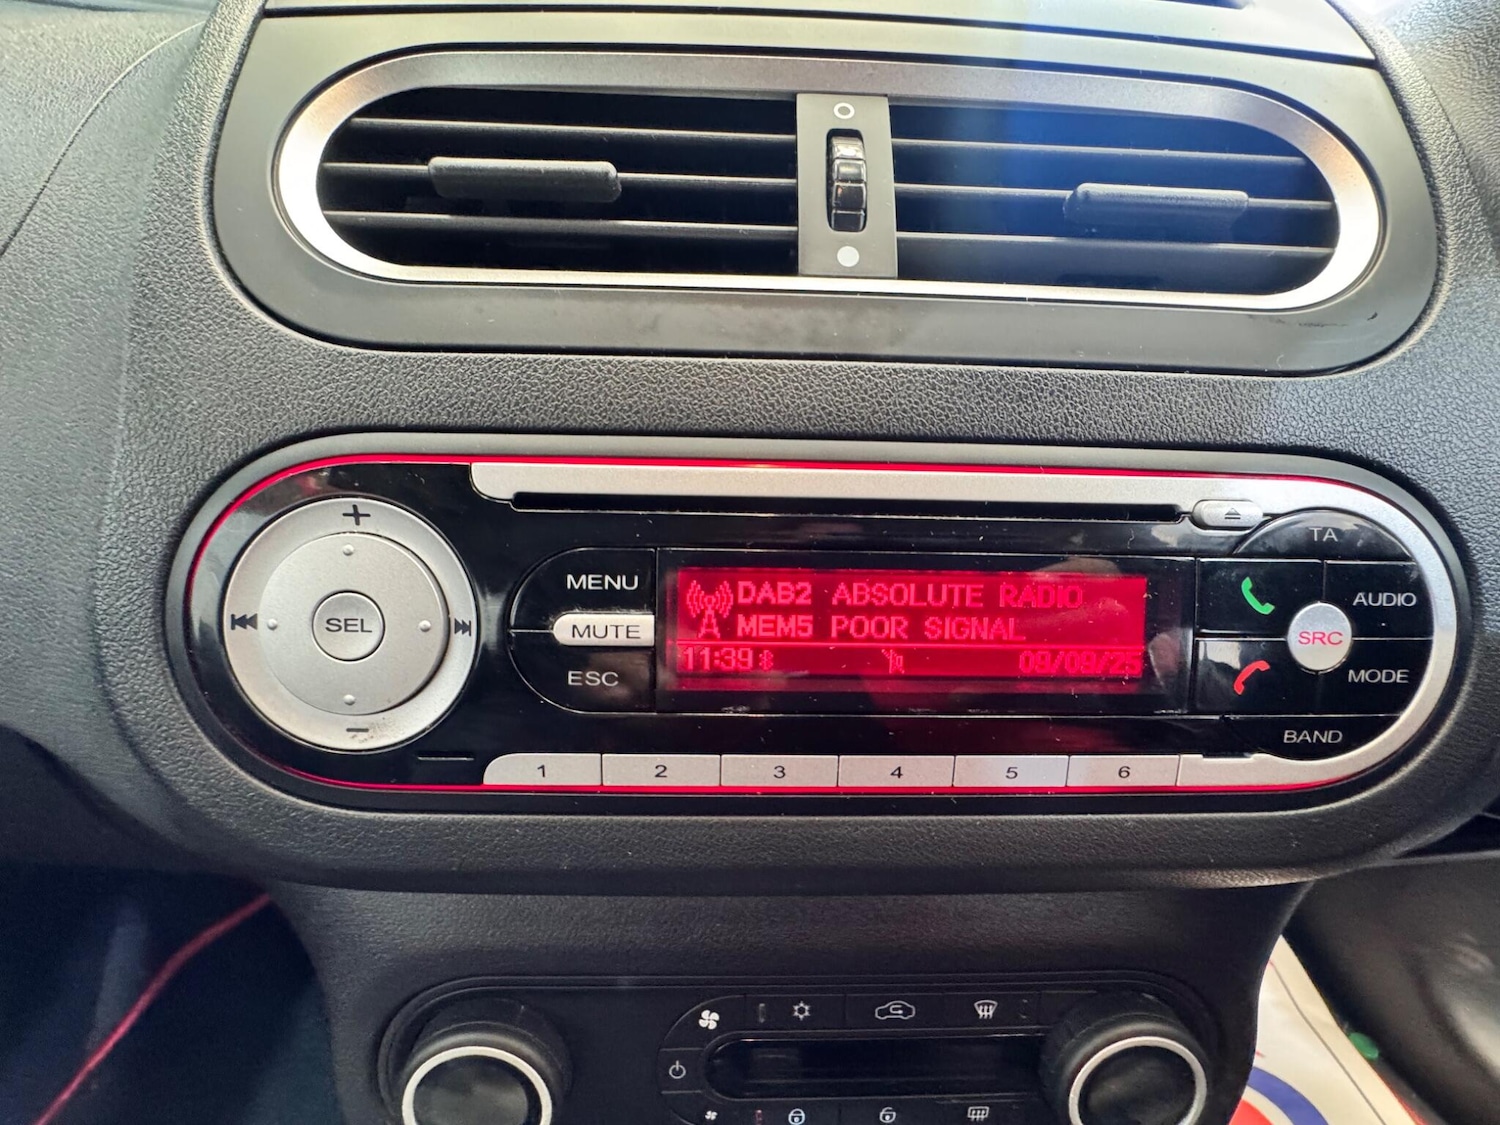 MENU
MUTE
ESC
SEL
DAB2 ABSOLUTE RADIO
MEM5 POOR SIGNAL
11:39 09/09/25
TA
AUDIO
SRC
MODE
BAND
1 2 3 4 5 6